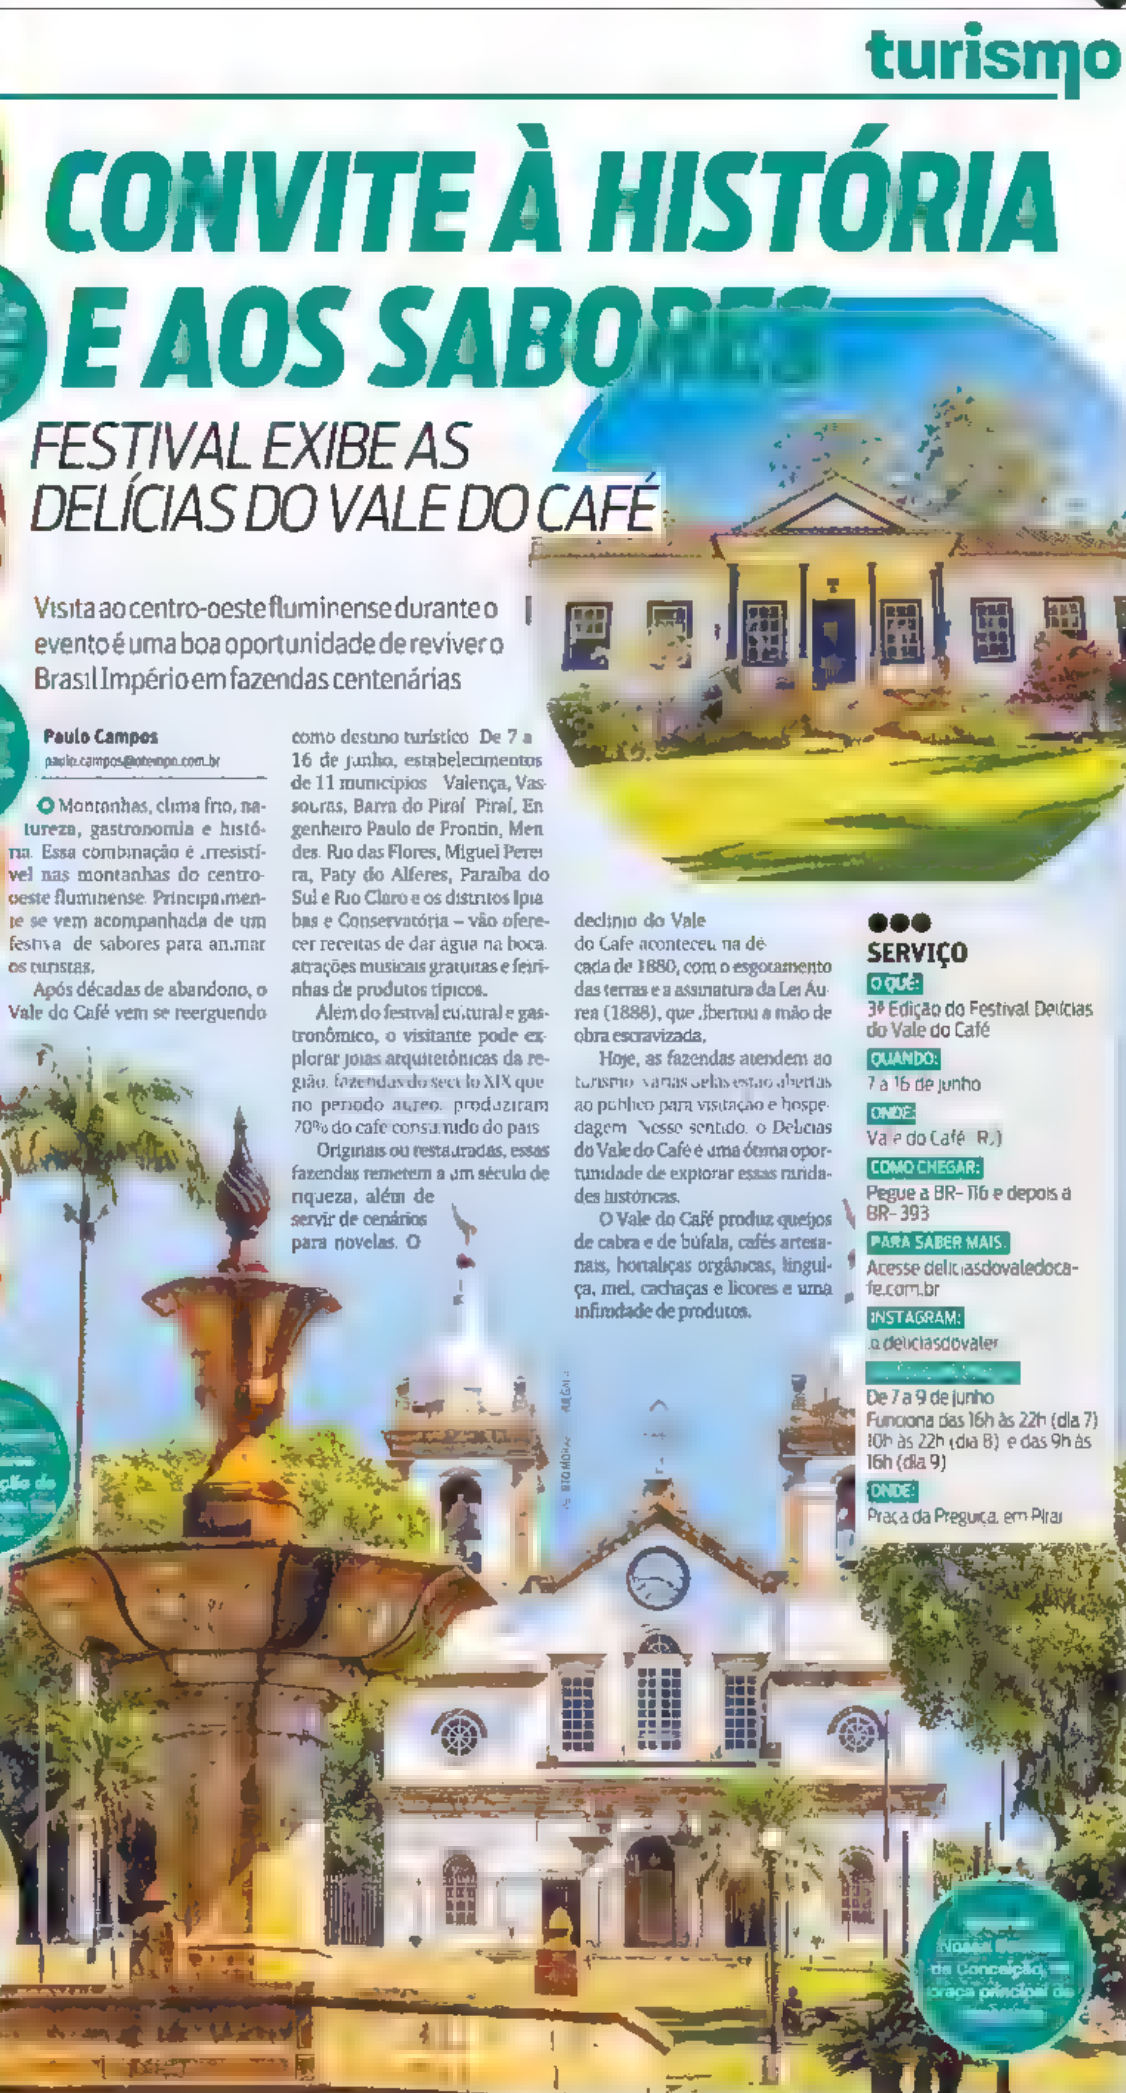 turismo
CONVITE À HISTÓRIA
E AOS SABORES
FESTIVAL EXIBE AS
DELÍCIAS DO VALE DO CAFÉ
Visita ao centro-oeste fluminense durante o
evento é uma boa oportunidade de reviver o
Brasil Império em fazendas centenárias
Paulo Campos
paulo.campos@otempo.com.br
Montanhas, clima frio, na-
tureza, gastronomia e histó-
ria. Essa combinação é irresistí-
vel nas montanhas do centro-
oeste fluminense. Principalmen-
te se vem acompanhada de um
festival de sabores para animar
os turistas.
Após décadas de abandono, o
Vale do Café vem se reerguendo
como destino turístico De 7 a
16 de junho, estabelecimentos
de 11 municípios Valença, Vas-
souras, Barra do Piraí Piraí, En
genheiro Paulo de Frontin, Men
des, Rio das Flores, Miguel Perei
ra, Paty do Alferes, Paraíba do
Sul e Rio Claro e os distritos Ipia
bas e Conservatória – vão ofere-
cer receitas de dar água na boca,
atrações musicais gratuitas e feiri-
nhas de produtos típicos.
Além do festival cultural e gas-
tronômico, o visitante pode ex-
plorar joias arquitetônicas da re-
gião, fazendas do século XIX que
no período áureo, produziram
70% do café consumido do país
Originais ou restauradas, essas
fazendas remetem a um século de
riqueza, além de
servir de cenários
para novelas. O
declínio do Vale
do Café aconteceu na dé
cada de 1880, com o esgotamento
das terras e a assinatura da Lei Áu-
rea (1888), que libertou a mão de
obra escravizada.
Hoje, as fazendas atendem ao
turismo várias delas estão abertas
ao público para visitação e hospe-
dagem Nesse sentido, o Delícias
do Vale do Café é uma ótima opor-
tunidade de explorar essas
des históricas.
O Vale do Café produz queijos
de cabra e de búfala, cafés artesa-
nais, hortaliças orgânicas, lingui-
ça, mel, cachaças e licores e uma
infinidade de produtos.
SERVIÇO
O QUE:
3ª Edição do Festival Delícias
do Vale do Café
QUANDO:
7 a 16 de junho
ONDE:
Vale do Café RJ)
COMO CHEGAR:
Pegue a BR-116 e depois a
BR-393
PARA SABER MAIS:
Acesse deliciasdovaledoca-
fe.com.br
INSTAGRAM:
De 7 a 9 de junho
Funciona das 16h às 22h (dia 7)
10h às 22h (dia 8) e das 9h às
16h (dia 9)
ONDE:
Praça da Preguiça, em Piraí
Nossa
da Conceição,
praça principal de